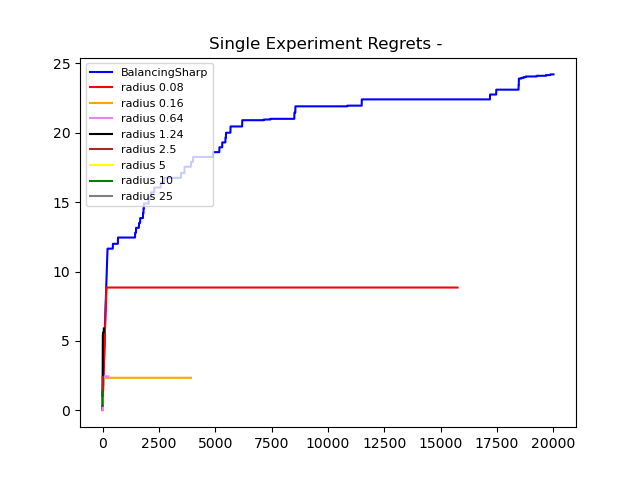 Single Experiment Regrets -
25
20
15
10
5
0
BalancingSharp
radius 0.08
radius 0.16
radius 0.64
radius 1.24
radius 2.5
radius 5
radius 10
radius 25
0 2500 5000 7500 10000 12500 15000 17500 20000